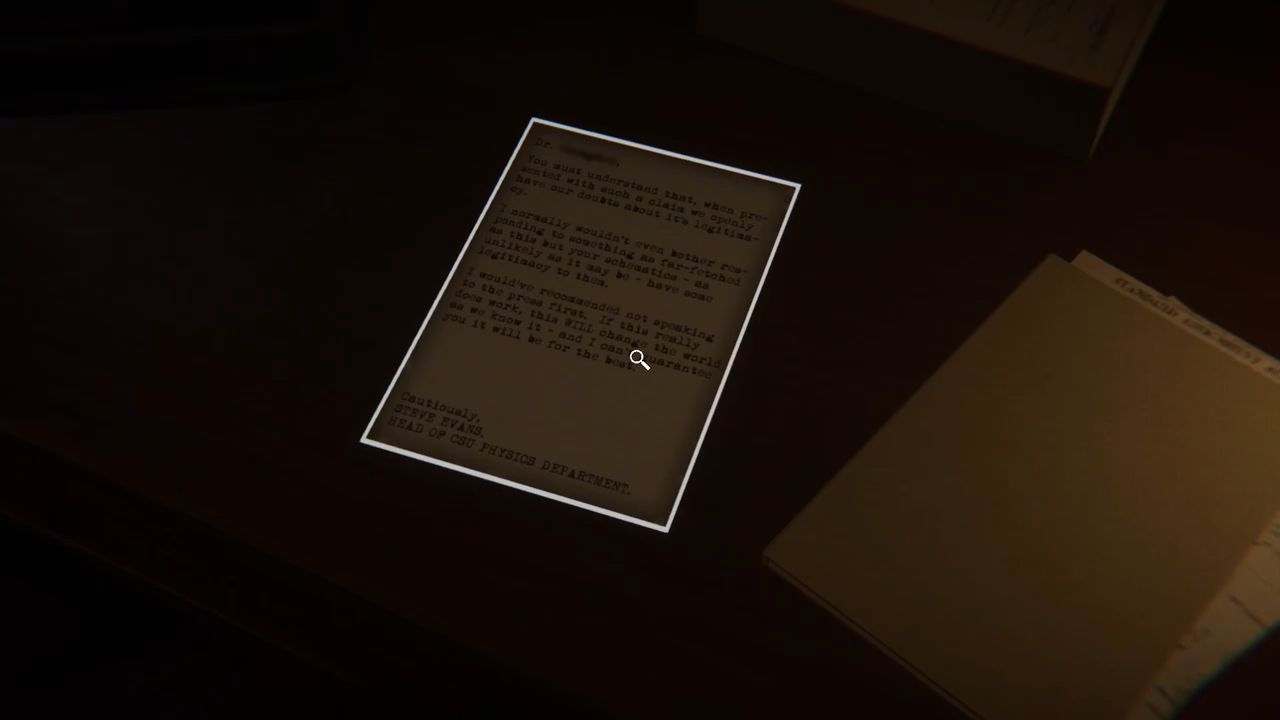 Dr.
You must understand that, when pre-
sented with such a claim we openly
have our doubts about it's legitima-
cy.
I normally wouldn't even bother res-
ponding to something as far-fetched
as this but your schematics - as
unlikely as it may be - have some
legitimacy to them.
I would've recommended not speaking
to the press first. If this really
does work, this WILL change the world
as we know it - and I can't guarantee
you it will be for the best.
Cautiously,
STEVE EVANS,
HEAD OF CSU PHYSICS DEPARTMENT.